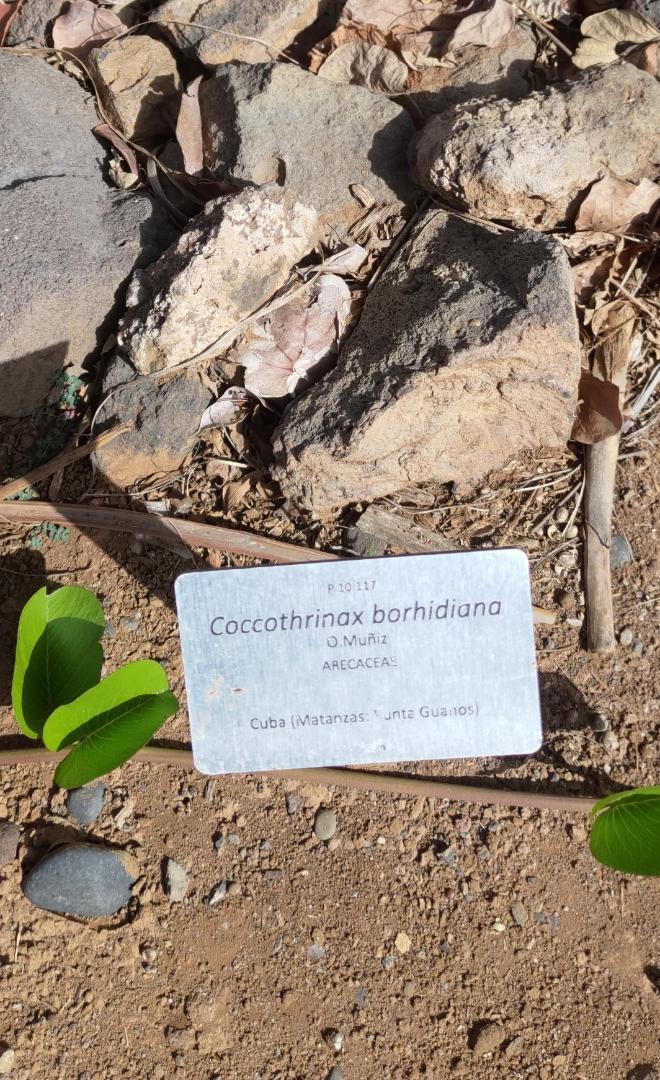 P 10 117
Coccothrinax borhidiana
O.Muñiz
ARECACEAE
Cuba (Matanzas: Punta Guanos)